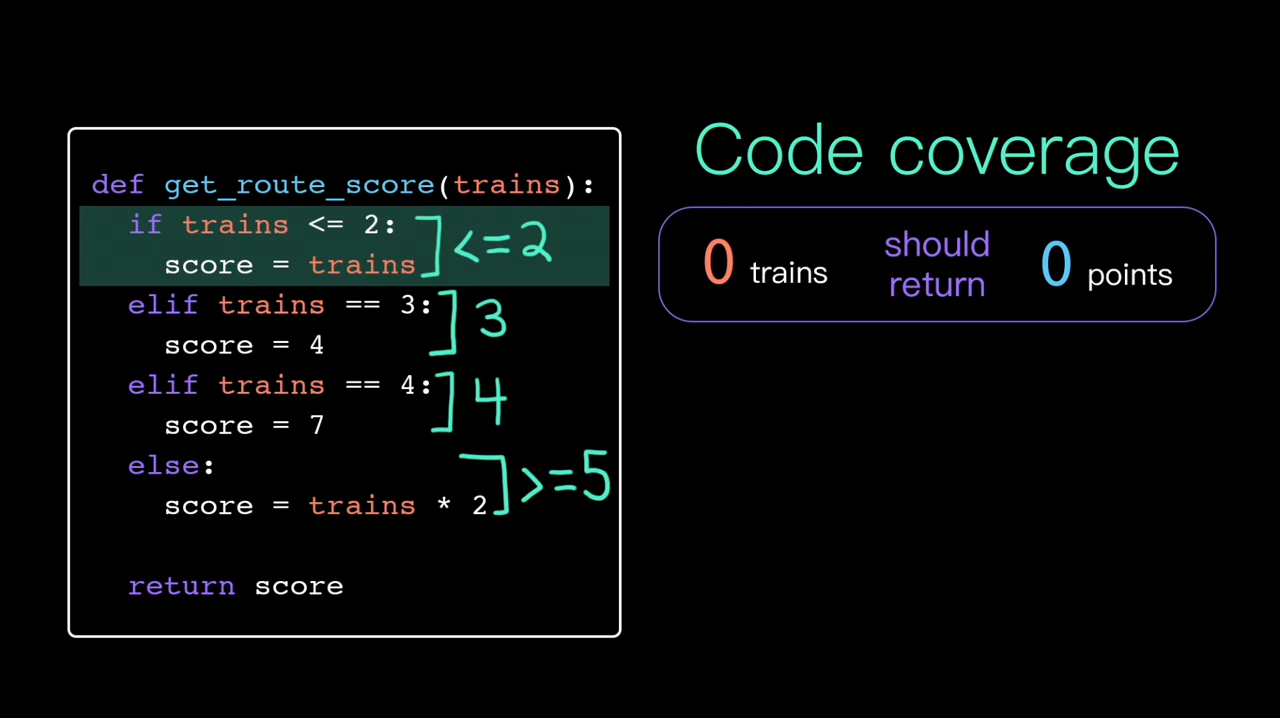 def get_route_score(trains):
if trains <= 2:
score = trains
<=2
elif trains == 3:
score = 4
3
elif trains == 4:
score = 7
4
else:
score = trains * 2
>=5
return score
Code coverage
0 trains should return 0 points